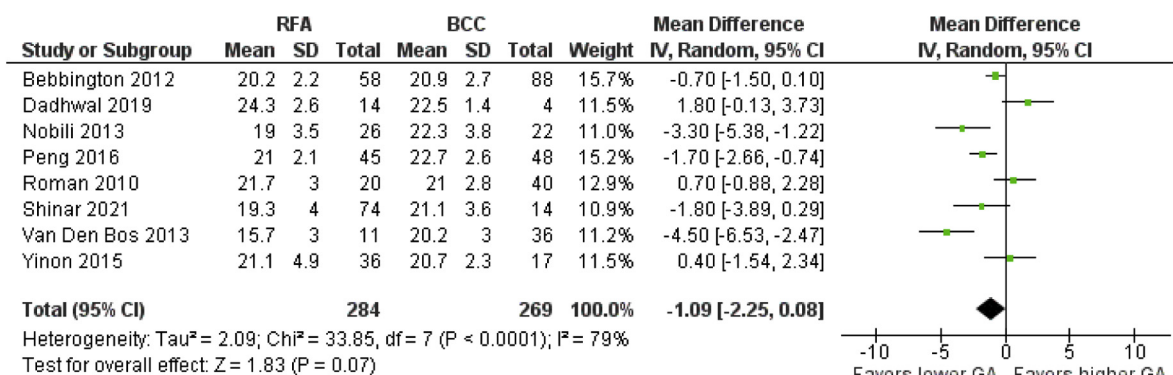 RFA BCC Mean Difference Mean Difference
Study or Subgroup Mean SD Total Mean SD Total Weight IV, Random, 95% CI IV, Random, 95% CI
Bebbington 2012 20.2 2.2 58 20.9 2.7 88 15.7% -0.70 [-1.50, 0.10]
Dadhwal 2019 24.3 2.6 14 22.5 1.4 4 11.5% 1.80 [-0.13, 3.73]
Nobili 2013 19 3.5 26 22.3 3.8 22 11.0% -3.30 [-5.38, -1.22]
Peng 2016 21 2.1 45 22.7 2.6 48 15.2% -1.70 [-2.66, -0.74]
Roman 2010 21.7 3 20 21 2.8 40 12.9% 0.70 [-0.88, 2.28]
Shinar 2021 19.3 4 74 21.1 3.6 14 10.9% -1.80 [-3.89, 0.29]
Van Den Bos 2013 15.7 3 11 20.2 3 36 11.2% -4.50 [-6.53, -2.47]
Yinon 2015 21.1 4.9 36 20.7 2.3 17 11.5% 0.40 [-1.54, 2.34]
Total (95% CI) 284 269 100.0% -1.09 [-2.25, 0.08]
Heterogeneity: Tau² = 2.09; Chi² = 33.85, df = 7 (P < 0.0001); I² = 79%
Test for overall effect: Z = 1.83 (P = 0.07)
-10 -5 0 5 10
Favors lower GA Favors higher GA